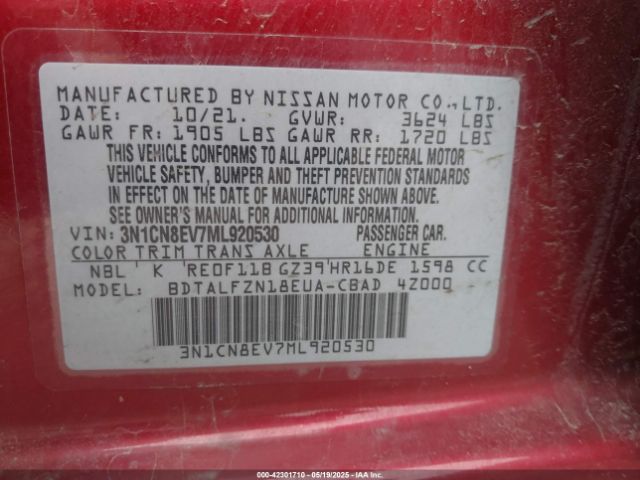 MANUFACTURED BY NISSAN MOTOR CO., LTD.
DATE: 10/21. GVWR: 3624 LBS
GAWR FR: 1905 LBS GAWR RR: 1720 LBS
THIS VEHICLE CONFORMS TO ALL APPLICABLE FEDERAL MOTOR
VEHICLE SAFETY, BUMPER AND THEFT PREVENTION STANDARDS
IN EFFECT ON THE DATE OF MANUFACTURE SHOWN ABOVE.
SEE OWNER'S MANUAL FOR ADDITIONAL INFORMATION.
VIN: 3N1CN8EV7ML920530 PASSENGER CAR.
COLOR TRIM TRANS AXLE ENGINE
NBL K RE0F11B GZ39 HR16DE 1598 CC
MODEL: BDTALFZN18EUA-CBAD 4Z000
3N1CN8EV7ML920530
000-42301710 - 05/19/2025 - IAAI.COM